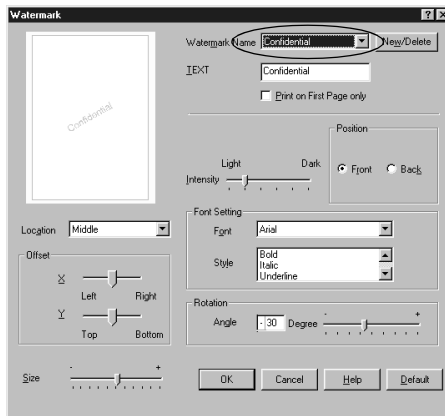 Watermark
Watermark Name Confidential New/Delete
TEXT Confidential
Print on First Page only
Confidential
Position
Light Dark
Intensity
Front Back
Location Middle
Font Setting
Font Arial
Offset
Style Bold
Italic
Underline
X
Left Right
Y
Top Bottom
Rotation
Angle - 30 Degree - +
Size - +
OK Cancel Help Default